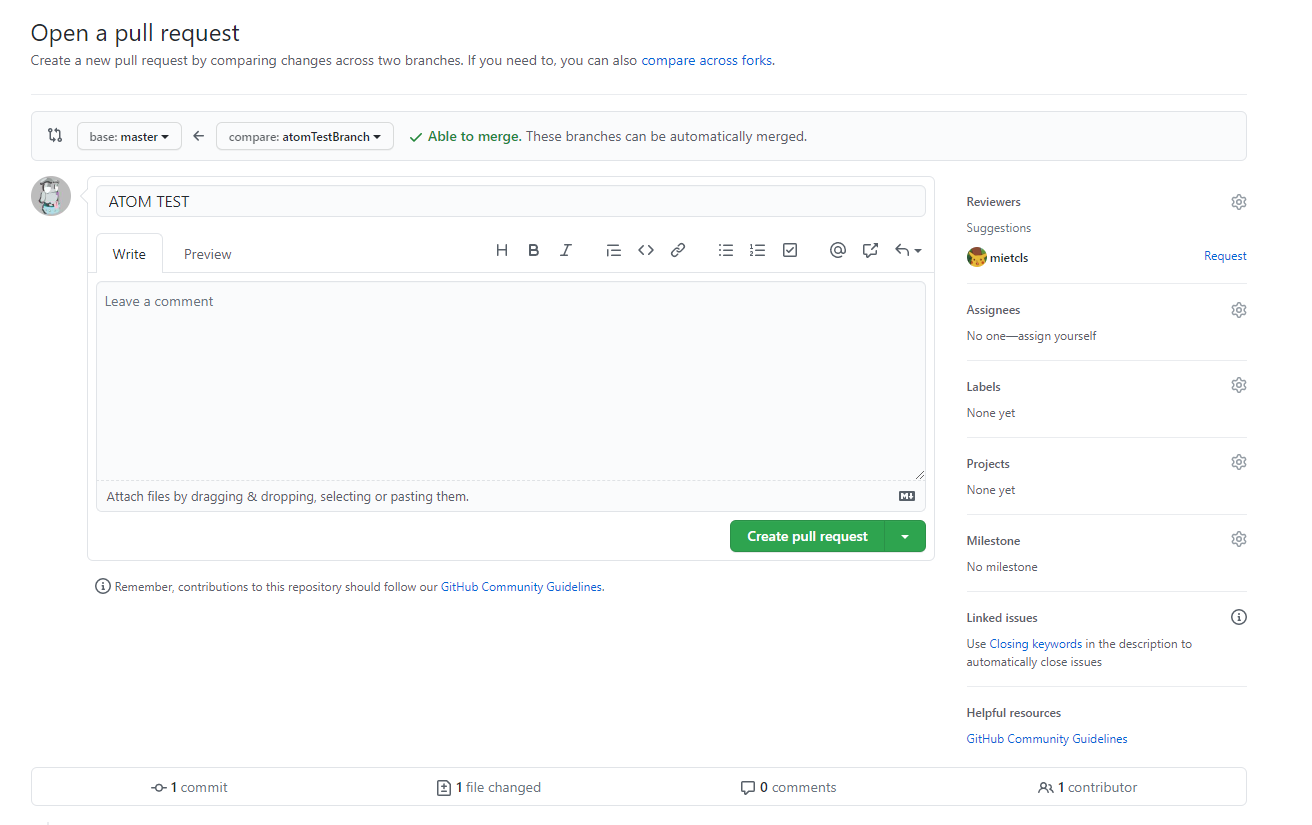 Open a pull request
Create a new pull request by comparing changes across two branches. If you need to, you can also compare across forks.
base: master
compare: atomTestBranch
Able to merge. These branches can be automatically merged.
ATOM TEST
Write
Preview
H B I
Leave a comment
Attach files by dragging & dropping, selecting or pasting them.
Create pull request
Remember, contributions to this repository should follow our GitHub Community Guidelines.
Reviewers
Suggestions
mietcls
Request
Assignees
No one—assign yourself
Labels
None yet
Projects
None yet
Milestone
No milestone
Linked issues
Use Closing keywords in the description to
automatically close issues
Helpful resources
GitHub Community Guidelines
1 commit
1 file changed
0 comments
1 contributor